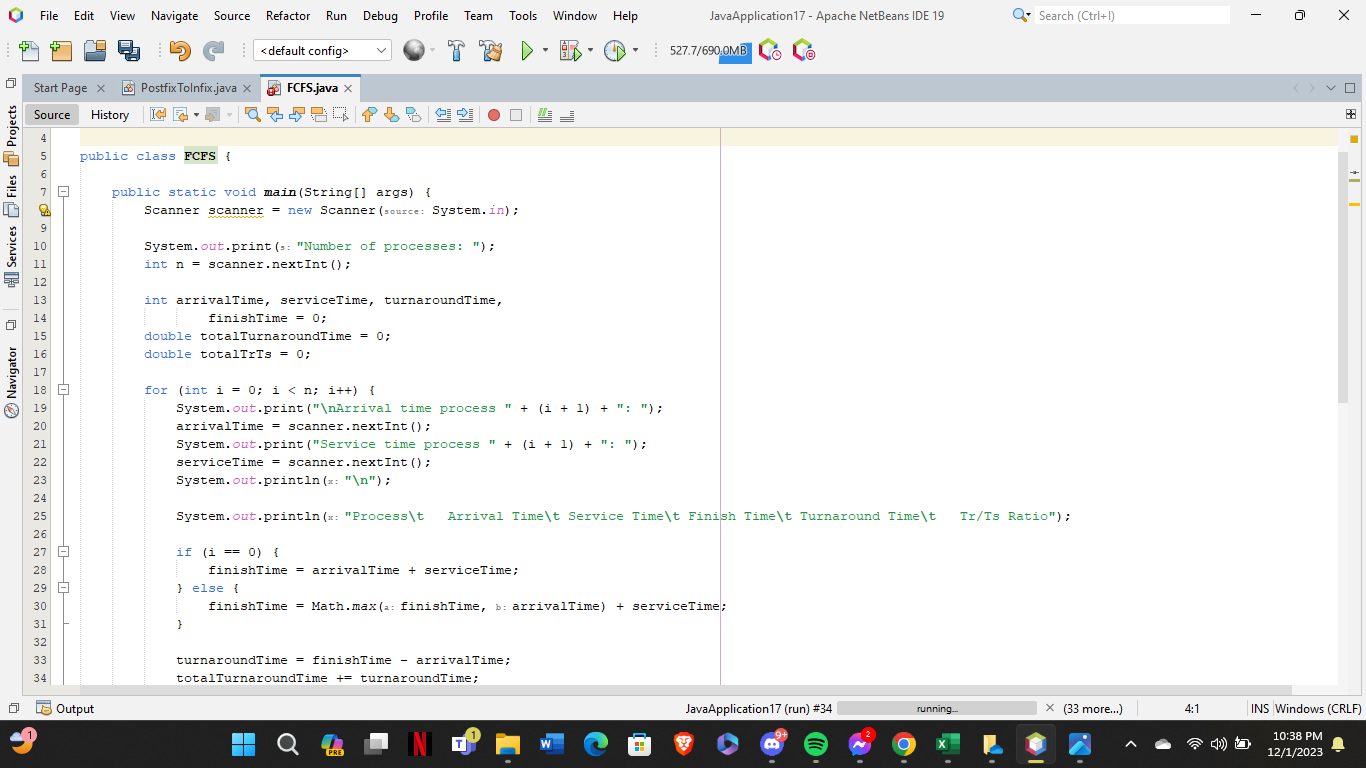 File Edit View Navigate Source Refactor Run Debug Profile Team Tools Window Help JavaApplication17 - Apache NetBeans IDE 19 Search (Ctrl+I)
<default config> 527.7/690.0MB
Start Page PostfixToInfix.java FCFS.java
Source History
Projects
Files
Services
Navigator
4
5 public class FCFS {
6
7 public static void main(String[] args) {
Scanner scanner = new Scanner(source: System.in);
9
10 System.out.print(s: "Number of processes: ");
11 int n = scanner.nextInt();
12
13 int arrivalTime, serviceTime, turnaroundTime,
14 finishTime = 0;
15 double totalTurnaroundTime = 0;
16 double totalTrTs = 0;
17
18 for (int i = 0; i < n; i++) {
19 System.out.print("\nArrival time process " + (i + 1) + ": ");
20 arrivalTime = scanner.nextInt();
21 System.out.print("Service time process " + (i + 1) + ": ");
22 serviceTime = scanner.nextInt();
23 System.out.println(x: "\n");
24
25 System.out.println(x: "Process\t   Arrival Time\t Service Time\t Finish Time\t Turnaround Time\t   Tr/Ts Ratio");
26
27 if (i == 0) {
28 finishTime = arrivalTime + serviceTime;
29 } else {
30 finishTime = Math.max(a: finishTime, b: arrivalTime) + serviceTime;
31 }
32
33 turnaroundTime = finishTime - arrivalTime;
34 totalTurnaroundTime += turnaroundTime;
Output JavaApplication17 (run) #34 running... (33 more...) 4:1 INS Windows (CRLF)
1 PRE 1 9+ 2 10:38 PM
12/1/2023